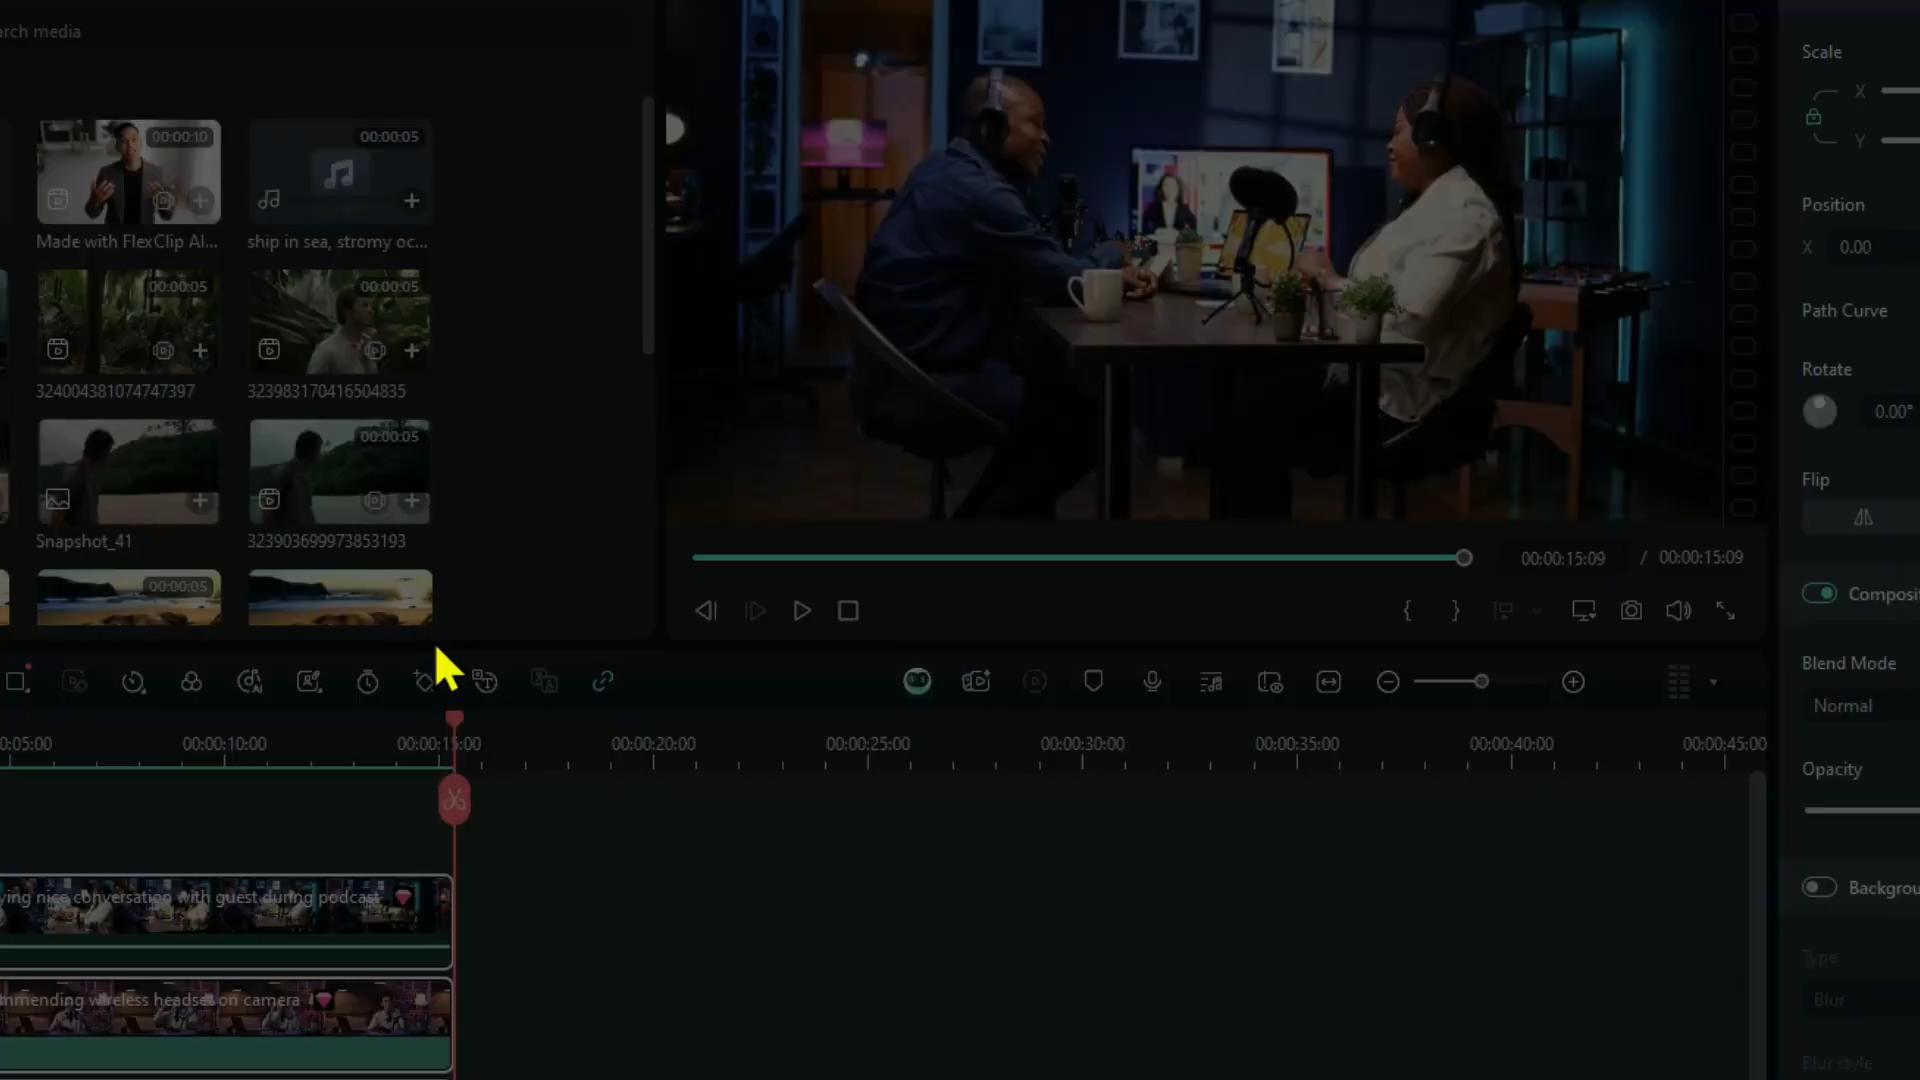 arch media
00:00:10
00:00:05
Made with FlexClip AI...
ship in sea, stromy oc...
00:00:05
00:00:05
324004381074747397
323983170416504835
00:00:05
Snapshot_41
323903699973853193
00:00:05
00:00:15:09 / 00:00:15:09
Scale
X
Y
Position
X 0.00
Path Curve
Rotate
0.00°
Flip
Composit
Blend Mode
Normal
Opacity
Backgrou
Type
Blur
Blur style
0:05:00 00:00:10:00 00:00:15:00 00:00:20:00 00:00:25:00 00:00:30:00 00:00:35:00 00:00:40:00 00:00:45:00
ying nice conversation with guest during podcast
mmending wireless headset on camera